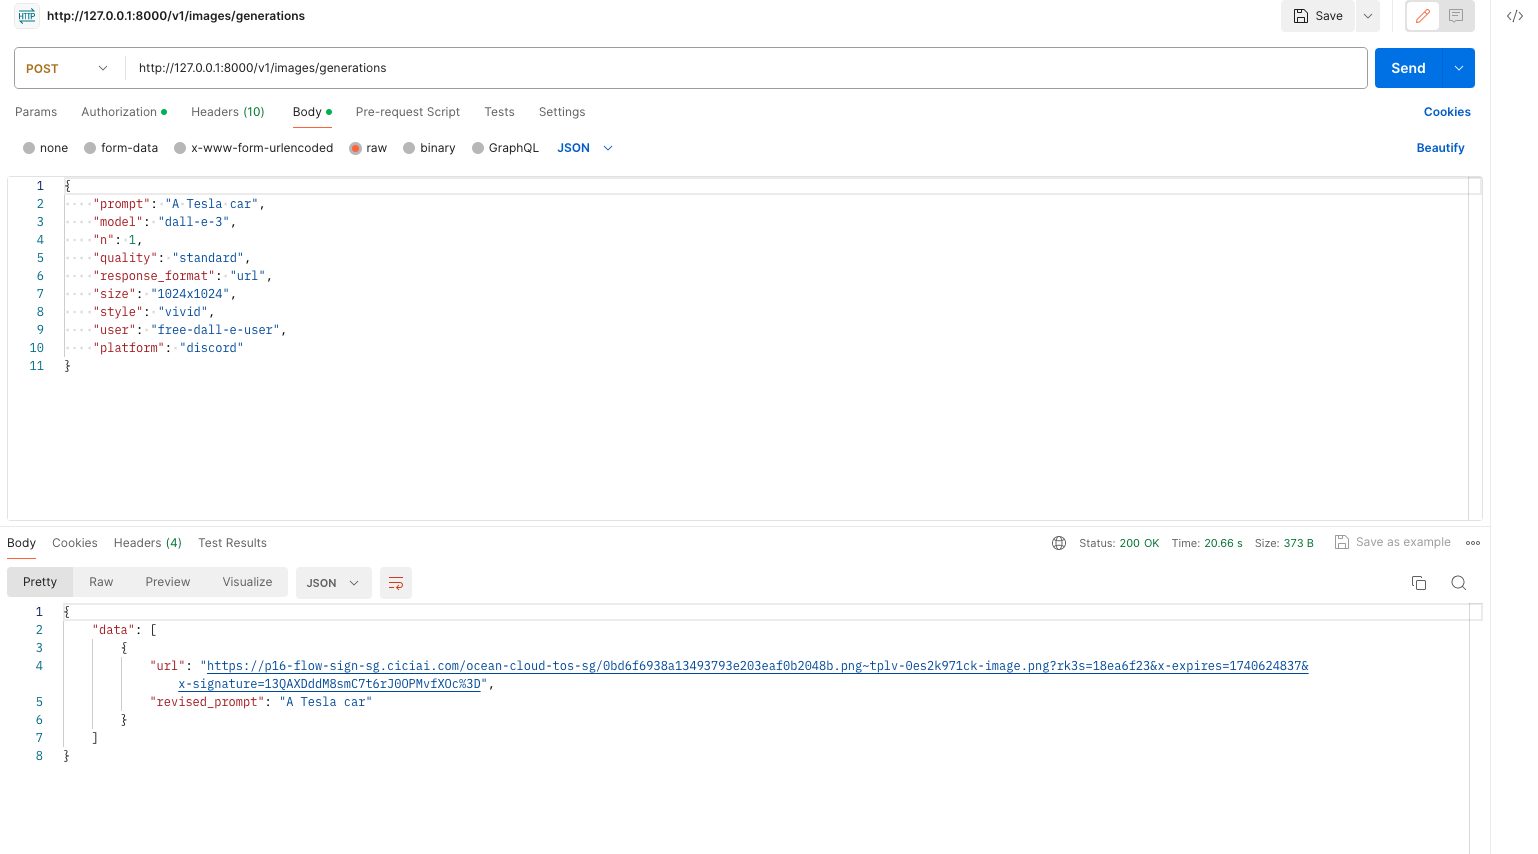 HTTP http://127.0.0.1:8000/v1/images/generations Save
POST http://127.0.0.1:8000/v1/images/generations Send
Params Authorization Headers (10) Body Pre-request Script Tests Settings Cookies
none form-data x-www-form-urlencoded raw binary GraphQL JSON Beautify
1 {
2 "prompt": "A Tesla car",
3 "model": "dall-e-3",
4 "n": 1,
5 "quality": "standard",
6 "response_format": "url",
7 "size": "1024x1024",
8 "style": "vivid",
9 "user": "free-dall-e-user",
10 "platform": "discord"
11 }
Body Cookies Headers (4) Test Results Status: 200 OK Time: 20.66 s Size: 373 B Save as example
Pretty Raw Preview Visualize JSON
1 {
2 "data": [
3 {
4 "url": "https://p16-flow-sign-sg.ciciai.com/ocean-cloud-tos-sg/0bd6f6938a13493793e203eaf0b2048b.png~tplv-0es2k971ck-image.png?rk3s=18ea6f23&x-expires=1740624837&
x-signature=13QAXDddM8smC7t6rJ0OPMvfXOc%3D",
5 "revised_prompt": "A Tesla car"
6 }
7 ]
8 }